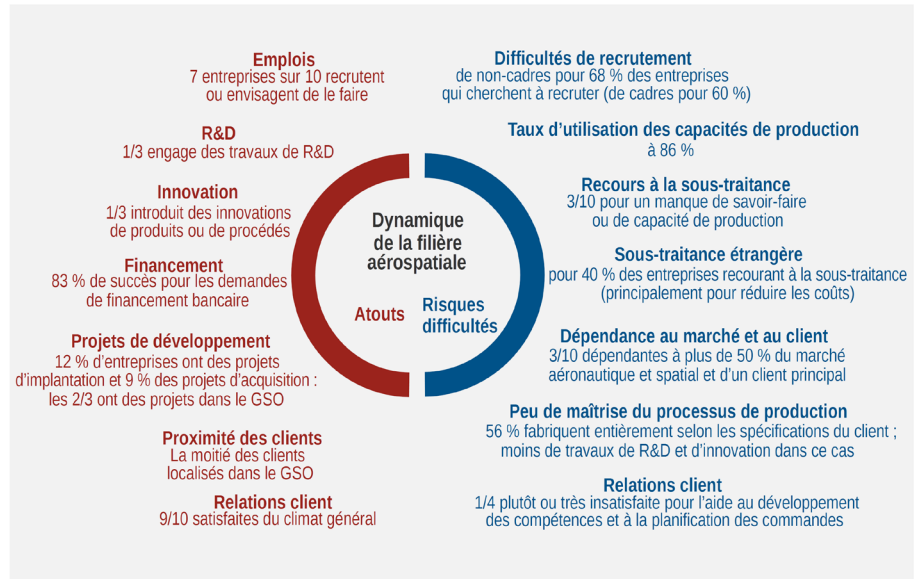 Emplois
7 entreprises sur 10 recrutent
ou envisagent de le faire
R&D
1/3 engage des travaux de R&D
Innovation
1/3 introduit des innovations
de produits ou de procédés
Financement
83 % de succès pour les demandes
de financement bancaire
Projets de développement
12 % d'entreprises ont des projets
d'implantation et 9 % des projets d'acquisition :
les 2/3 ont des projets dans le GSO
Proximité des clients
La moitié des clients
localisés dans le GSO
Relations client
9/10 satisfaites du climat général
Dynamique
de la filière
aérospatiale
Atouts
Risques
difficultés
Difficultés de recrutement
de non-cadres pour 68 % des entreprises
qui cherchent à recruter (de cadres pour 60 %)
Taux d'utilisation des capacités de production
à 86 %
Recours à la sous-traitance
3/10 pour un manque de savoir-faire
ou de capacité de production
Sous-traitance étrangère
pour 40 % des entreprises recourant à la sous-traitance
(principalement pour réduire les coûts)
Dépendance au marché et au client
3/10 dépendantes à plus de 50 % du marché
aéronautique et spatial et d'un client principal
Peu de maîtrise du processus de production
56 % fabriquent entièrement selon les spécifications du client ;
moins de travaux de R&D et d'innovation dans ce cas
Relations client
1/4 plutôt ou très insatisfaite pour l'aide au développement
des compétences et à la planification des commandes